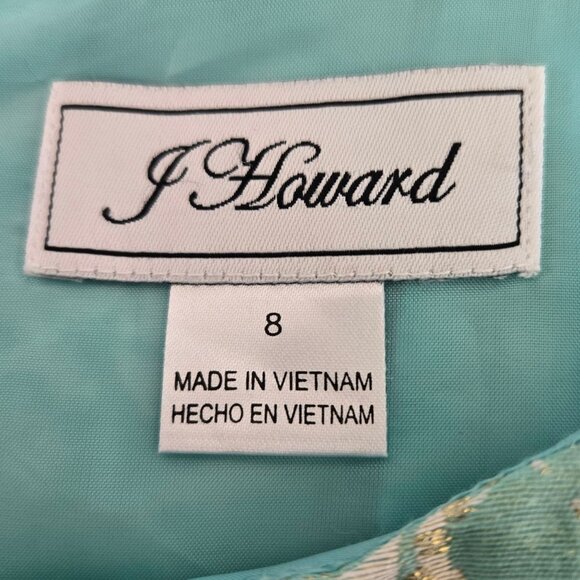 J Howard
8
MADE IN VIETNAM
HECHO EN VIETNAM